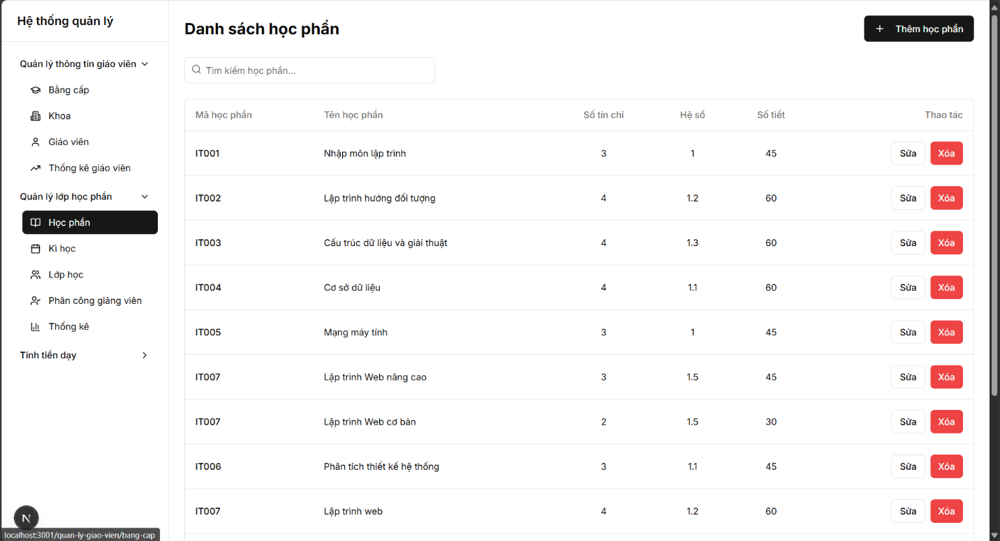 Hệ thống quản lý
Quản lý thông tin giáo viên
Bằng cấp
Khoa
Giáo viên
Thống kê giáo viên
Quản lý lớp học phần
Học phần
Kì học
Lớp học
Phân công giảng viên
Thống kê
Tính tiền dạy
N
localhost:3001/quan-ly-giao-vien/bang-cap
Danh sách học phần
+ Thêm học phần
Tìm kiếm học phần...
Mã học phần Tên học phần Số tín chỉ Hệ số Số tiết Thao tác
IT001 Nhập môn lập trình 3 1 45 Sửa Xóa
IT002 Lập trình hướng đối tượng 4 1.2 60 Sửa Xóa
IT003 Cấu trúc dữ liệu và giải thuật 4 1.3 60 Sửa Xóa
IT004 Cơ sở dữ liệu 4 1.1 60 Sửa Xóa
IT005 Mạng máy tính 3 1 45 Sửa Xóa
IT007 Lập trình Web nâng cao 3 1.5 45 Sửa Xóa
IT007 Lập trình Web cơ bản 2 1.5 30 Sửa Xóa
IT006 Phân tích thiết kế hệ thống 3 1.1 45 Sửa Xóa
IT007 Lập trình web 4 1.2 60 Sửa Xóa